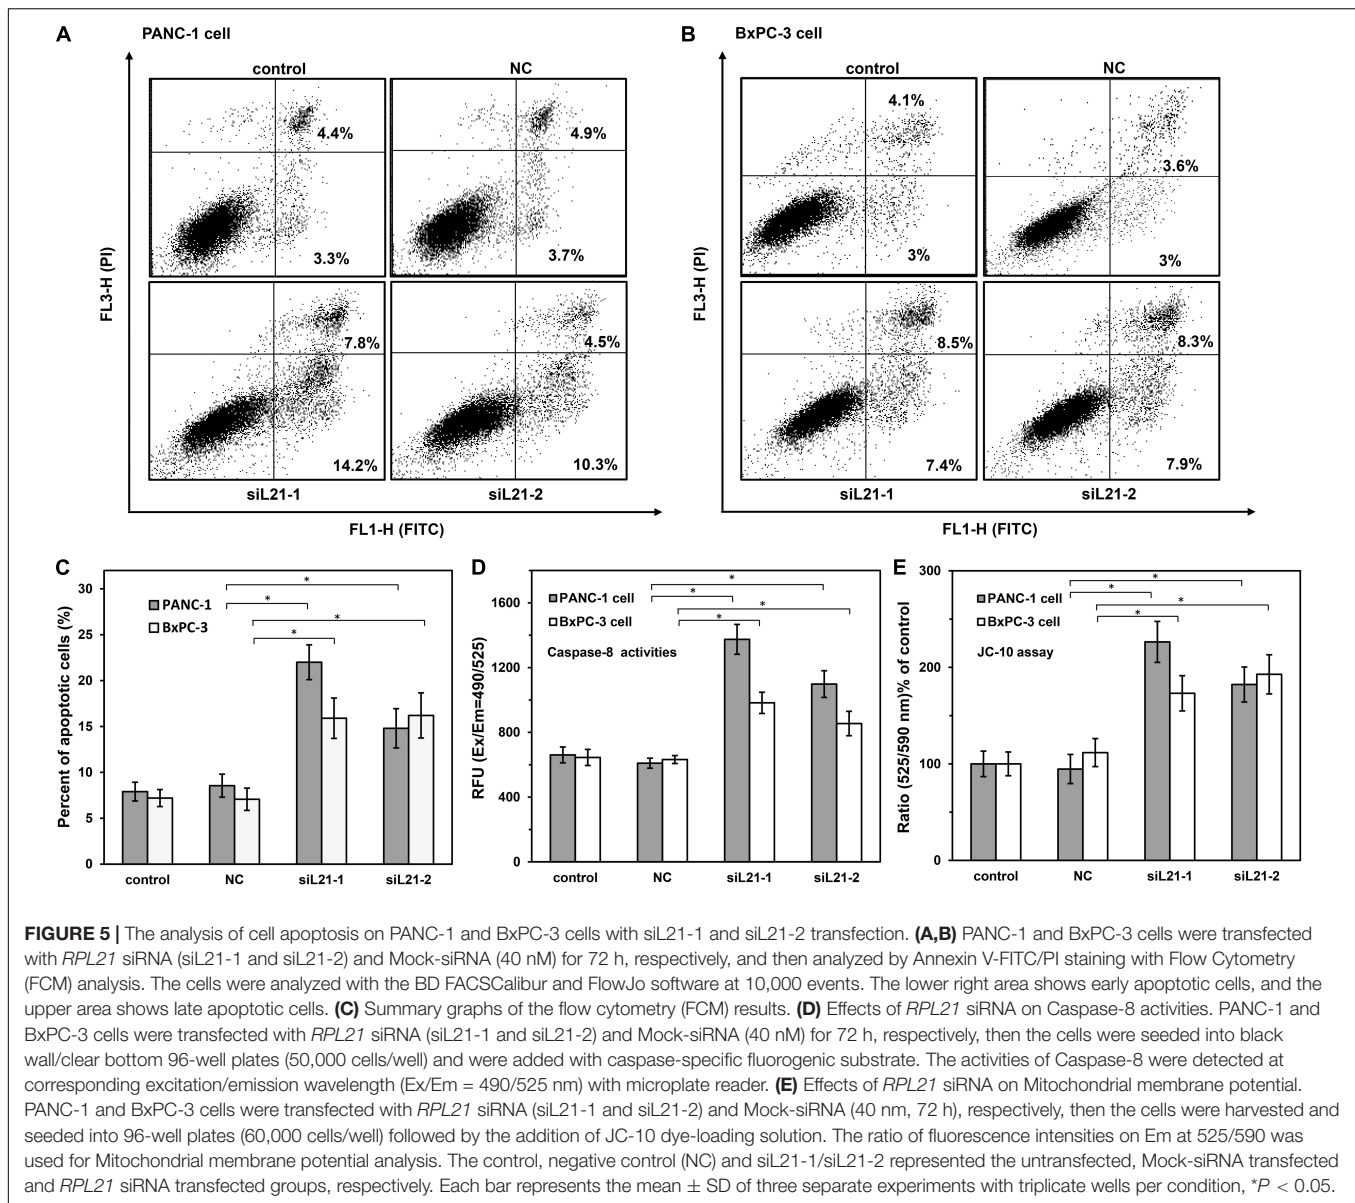 A PANC-1 cell
B BxPC-3 cell
control NC
control NC
4.4% 4.9%
4.1% 3.6%
3.3% 3.7%
3% 3%
FL3-H (PI)
FL3-H (PI)
7.8% 4.5%
8.5% 8.3%
14.2% 10.3%
7.4% 7.9%
siL21-1 siL21-2
siL21-1 siL21-2
FL1-H (FITC)
FL1-H (FITC)
C
Percent of apoptotic cells (%)
30
25
20
15
10
5
0
PANC-1
BxPC-3
* * * *
control NC siL21-1 siL21-2
D
RFU (Ex/Em=490/525)
1600
1200
800
400
0
PANC-1 cell
BxPC-3 cell
Caspase-8 activities
* * * *
control NC siL21-1 siL21-2
E
Ratio (525/590 nm)% of control
300
200
100
0
PANC-1 cell
BxPC-3 cell
JC-10 assay
* * * *
control NC siL21-1 siL21-2
FIGURE 5 | The analysis of cell apoptosis on PANC-1 and BxPC-3 cells with siL21-1 and siL21-2 transfection. (A,B) PANC-1 and BxPC-3 cells were transfected
with RPL21 siRNA (siL21-1 and siL21-2) and Mock-siRNA (40 nM) for 72 h, respectively, and then analyzed by Annexin V-FITC/PI staining with Flow Cytometry
(FCM) analysis. The cells were analyzed with the BD FACSCalibur and FlowJo software at 10,000 events. The lower right area shows early apoptotic cells, and the
upper area shows late apoptotic cells. (C) Summary graphs of the flow cytometry (FCM) results. (D) Effects of RPL21 siRNA on Caspase-8 activities. PANC-1 and
BxPC-3 cells were transfected with RPL21 siRNA (siL21-1 and siL21-2) and Mock-siRNA (40 nM) for 72 h, respectively, then the cells were seeded into black
wall/clear bottom 96-well plates (50,000 cells/well) and were added with caspase-specific fluorogenic substrate. The activities of Caspase-8 were detected at
corresponding excitation/emission wavelength (Ex/Em = 490/525 nm) with microplate reader. (E) Effects of RPL21 siRNA on Mitochondrial membrane potential.
PANC-1 and BxPC-3 cells were transfected with RPL21 siRNA (siL21-1 and siL21-2) and Mock-siRNA (40 nm, 72 h), respectively, then the cells were harvested and
seeded into 96-well plates (60,000 cells/well) followed by the addition of JC-10 dye-loading solution. The ratio of fluorescence intensities on Em at 525/590 was
used for Mitochondrial membrane potential analysis. The control, negative control (NC) and siL21-1/siL21-2 represented the untransfected, Mock-siRNA transfected
and RPL21 siRNA transfected groups, respectively. Each bar represents the mean ± SD of three separate experiments with triplicate wells per condition, *P < 0.05.